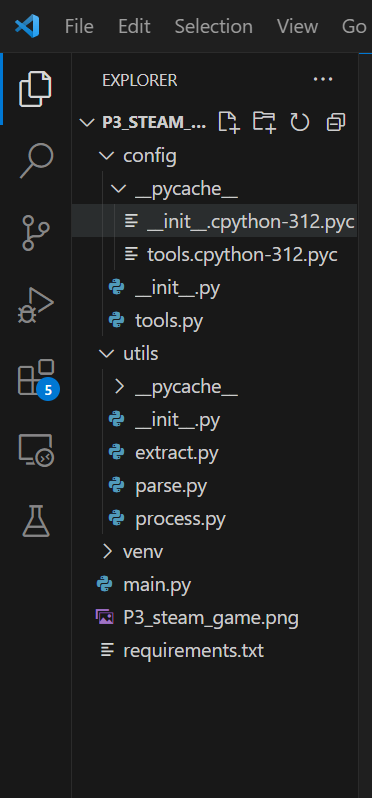 File Edit Selection View Go
EXPLORER
P3_STEAM_...
config
__pycache__
__init__.cpython-312.pyc
tools.cpython-312.pyc
__init__.py
tools.py
utils
__pycache__
__init__.py
extract.py
parse.py
process.py
5
venv
main.py
P3_steam_game.png
requirements.txt